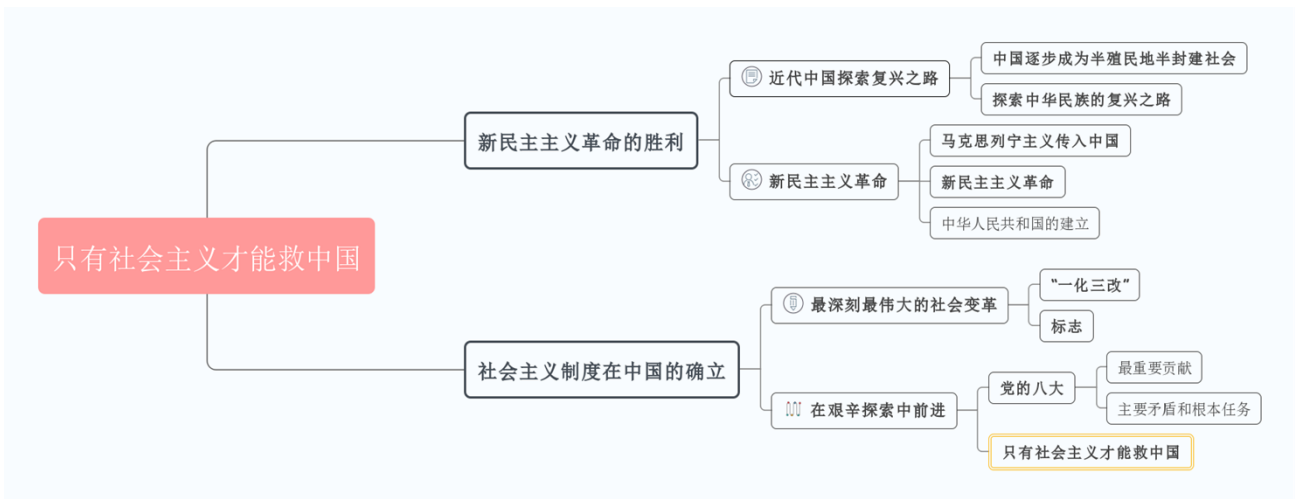 只有社会主义才能救中国
新民主主义革命的胜利
近代中国探索复兴之路
中国逐步成为半殖民地半封建社会
探索中华民族的复兴之路
新民主主义革命
马克思列宁主义传入中国
新民主主义革命
中华人民共和国的建立
社会主义制度在中国的确立
最深刻最伟大的社会变革
“一化三改”
标志
在艰辛探索中前进
党的八大
最重要贡献
主要矛盾和根本任务
只有社会主义才能救中国